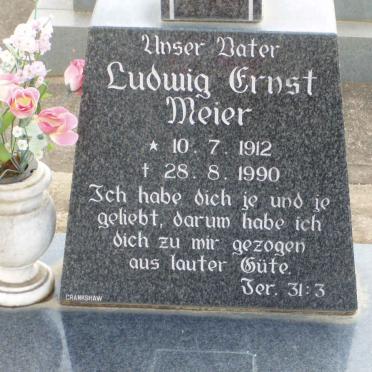 Unser Vater
Ludwig Ernst
Meier
★ 10. 7. 1912
† 28. 8. 1990
Ich habe dich je und je
geliebt, darum habe ich
dich zu mir gezogen
aus lauter Güte.
Jer. 31:3
CRANKSHAW